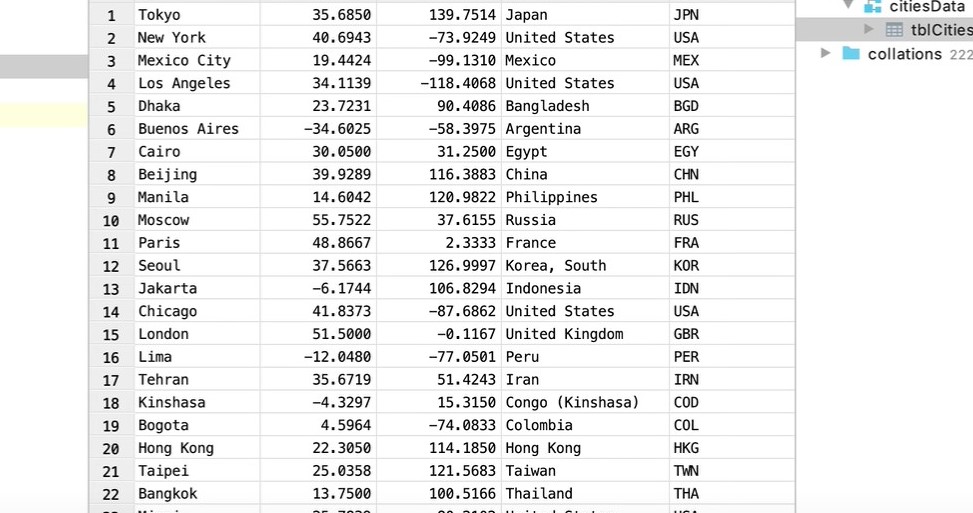 1 Tokyo 35.6850 139.7514 Japan JPN
2 New York 40.6943 -73.9249 United States USA
3 Mexico City 19.4424 -99.1310 Mexico MEX
4 Los Angeles 34.1139 -118.4068 United States USA
5 Dhaka 23.7231 90.4086 Bangladesh BGD
6 Buenos Aires -34.6025 -58.3975 Argentina ARG
7 Cairo 30.0500 31.2500 Egypt EGY
8 Beijing 39.9289 116.3883 China CHN
9 Manila 14.6042 120.9822 Philippines PHL
10 Moscow 55.7522 37.6155 Russia RUS
11 Paris 48.8667 2.3333 France FRA
12 Seoul 37.5663 126.9997 Korea, South KOR
13 Jakarta -6.1744 106.8294 Indonesia IDN
14 Chicago 41.8373 -87.6862 United States USA
15 London 51.5000 -0.1167 United Kingdom GBR
16 Lima -12.0480 -77.0501 Peru PER
17 Tehran 35.6719 51.4243 Iran IRN
18 Kinshasa -4.3297 15.3150 Congo (Kinshasa) COD
19 Bogota 4.5964 -74.0833 Colombia COL
20 Hong Kong 22.3050 114.1850 Hong Kong HKG
21 Taipei 25.0358 121.5683 Taiwan TWN
22 Bangkok 13.7500 100.5166 Thailand THA
citiesData
tblCities
collations 222